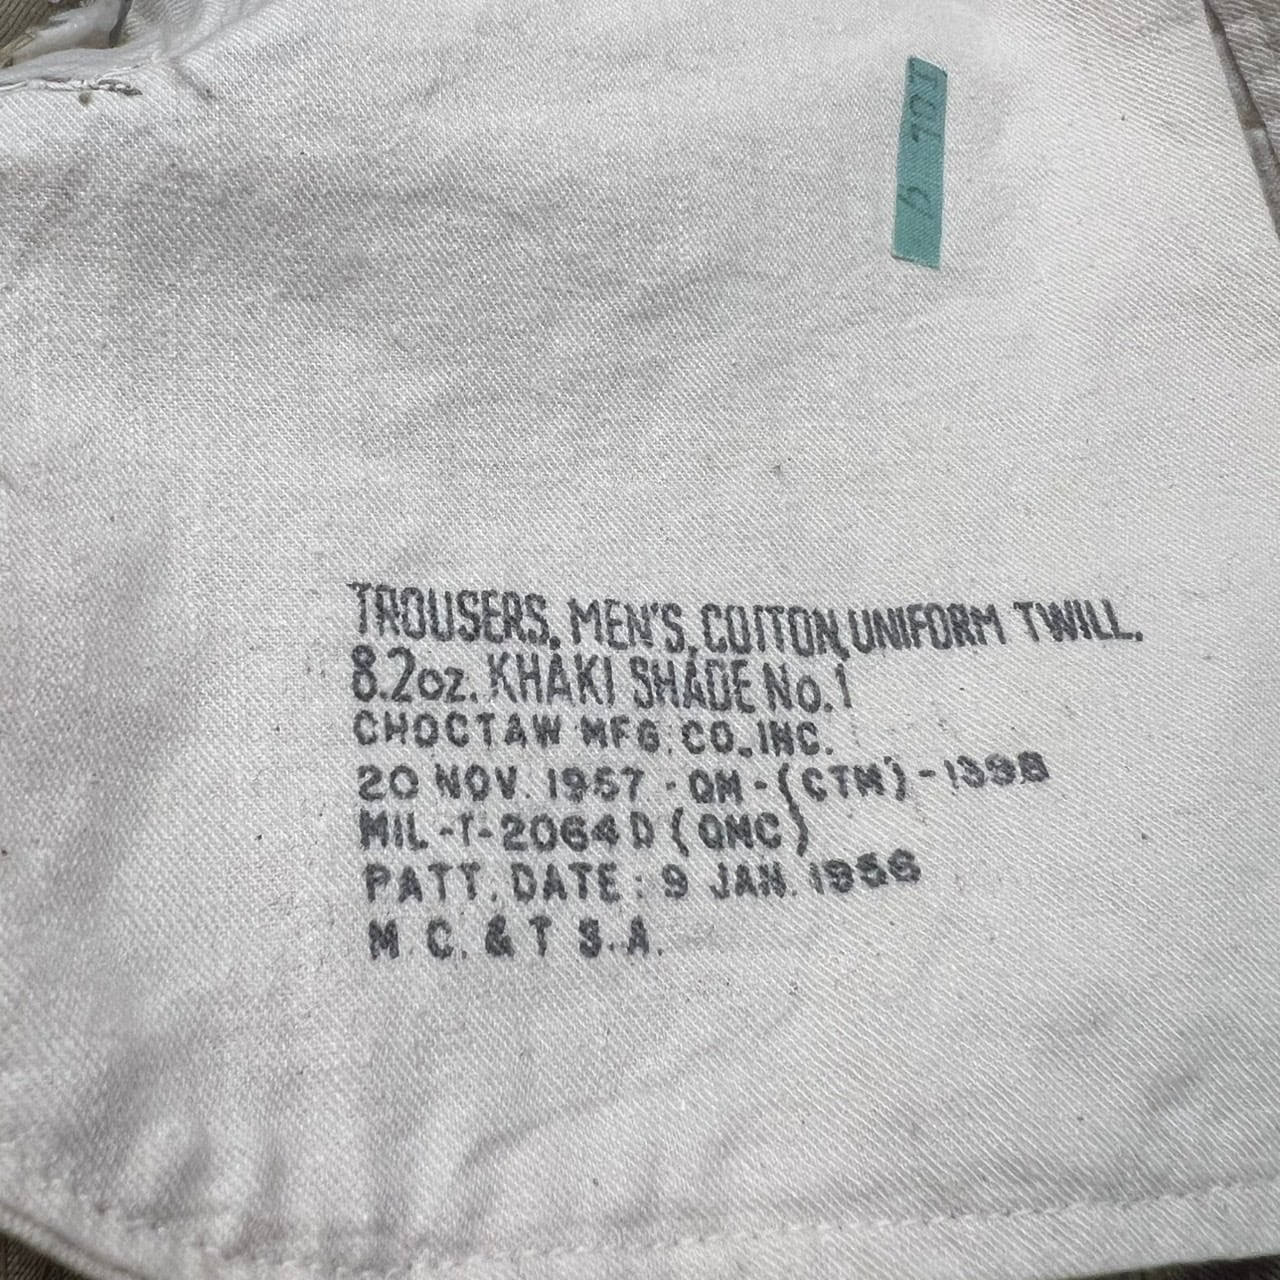 TROUSERS, MEN'S, COTTON, UNIFORM TWILL,
8.2oz. KHAKI SHADE No.1
CHOCTAW MFG. CO., INC.
20 NOV. 1957 - QM - (CTM) - 1398
MIL-T-2064D (QMC)
PATT. DATE: 9 JAN. 1956
M. C. & T S. A.